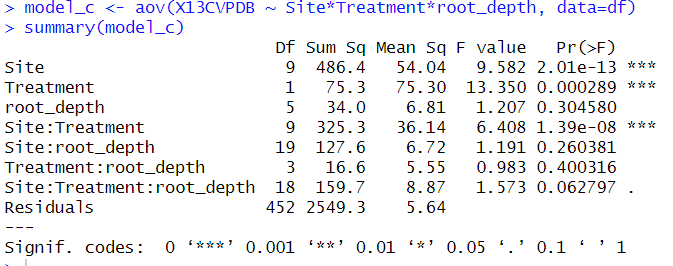 > model_c <- aov(X13CVPDB ~ Site*Treatment*root_depth, data=df)
> summary(model_c)
                           Df Sum Sq Mean Sq F value   Pr(>F)    
Site                        9  486.4   54.04   9.582 2.01e-13 ***
Treatment                   1   75.3   75.30  13.350 0.000289 ***
root_depth                  5   34.0    6.81   1.207 0.304580    
Site:Treatment              9  325.3   36.14   6.408 1.39e-08 ***
Site:root_depth            19  127.6    6.72   1.191 0.260381    
Treatment:root_depth        3   16.6    5.55   0.983 0.400316    
Site:Treatment:root_depth  18  159.7    8.87   1.573 0.062797 .  
Residuals                 452 2549.3    5.64                     
---
Signif. codes:  0 ‘***’ 0.001 ‘**’ 0.01 ‘*’ 0.05 ‘.’ 0.1 ‘ ’ 1
>